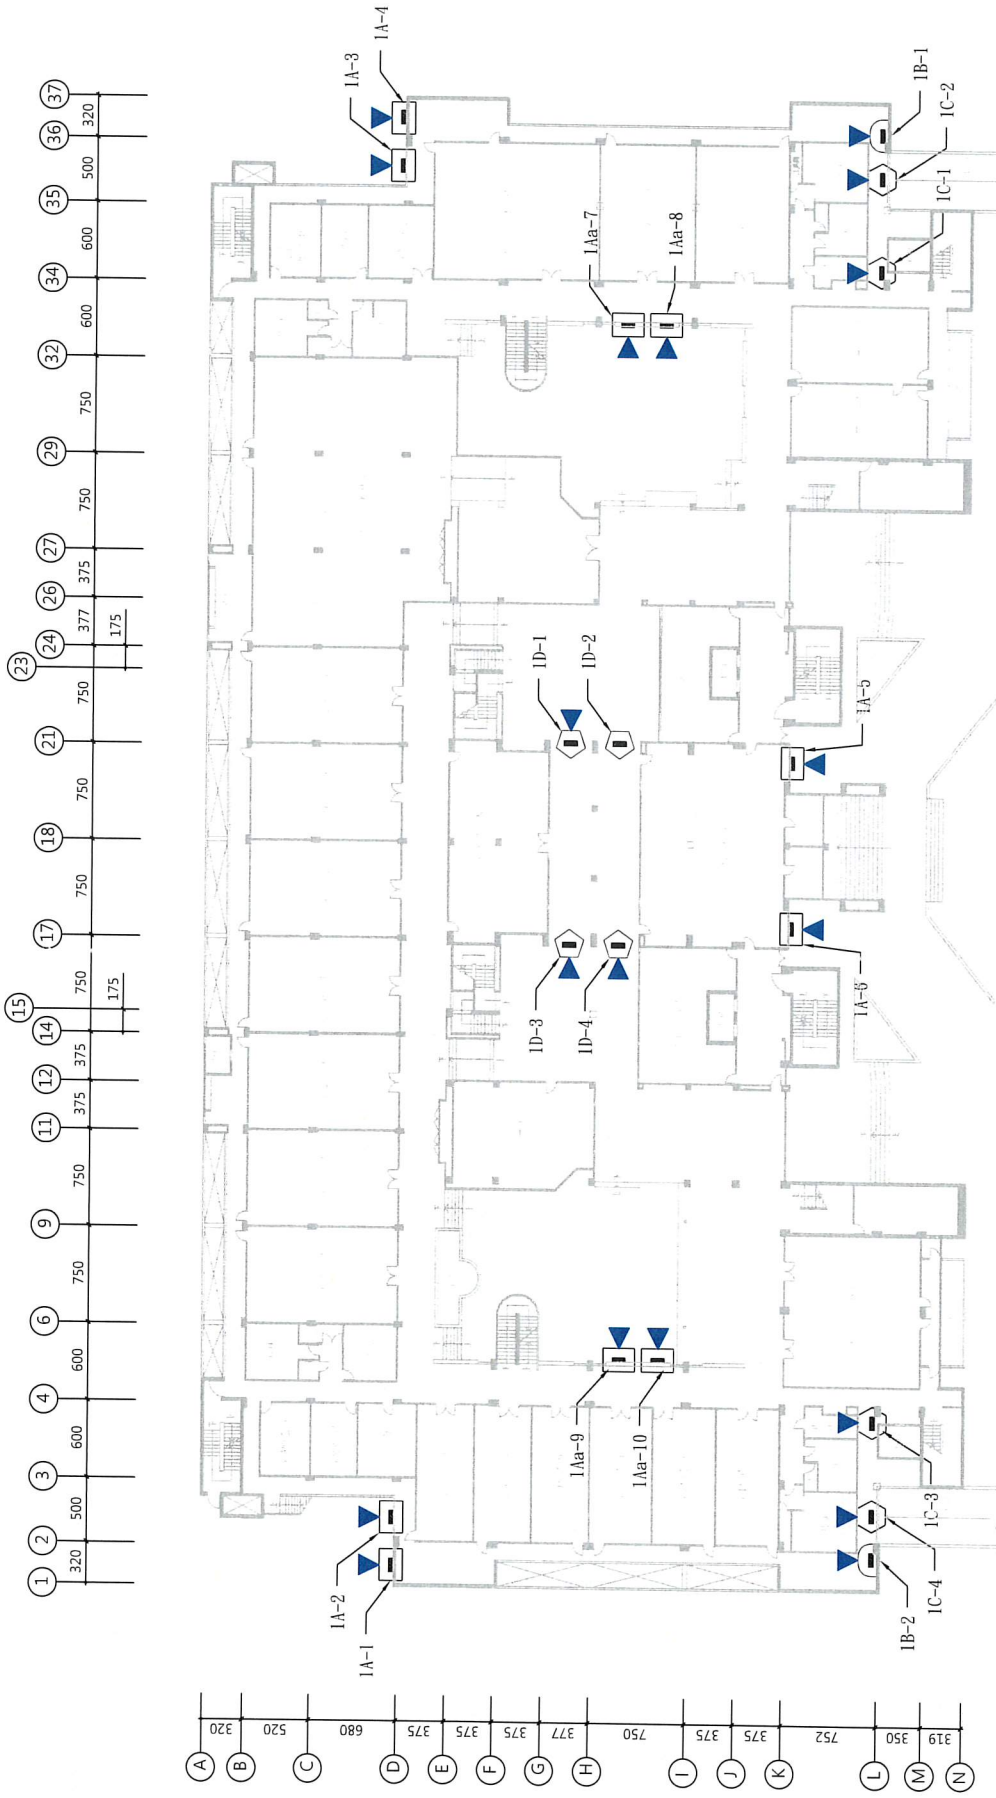 37
36
35
34
32
29
27
26
24
23
21
18
17
15
14
12
11
9
6
4
3
2
1
320
500
600
600
750
750
375
377
175
750
750
750
750
175
375
375
750
750
600
600
500
320
1A-4
1A-3
1B-1
1C-2
1C-1
1Aa-7
1Aa-8
1D-1
1D-2
1A-5
1D-3
1D-4
1A-6
1Aa-9
1Aa-10
1A-2
1A-1
1C-3
1C-4
1B-2
A
B
C
D
E
F
G
H
I
J
K
L
M
N
320
520
680
375
375
375
377
750
375
375
752
350
319